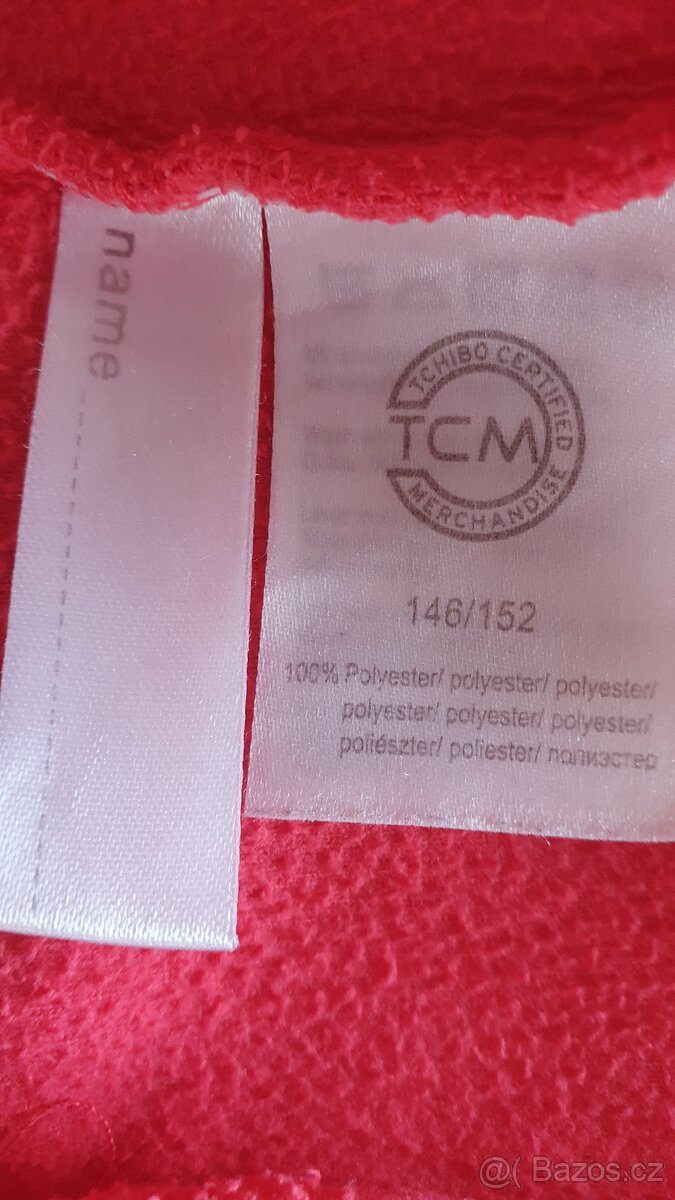 name
TCHIBO CERTIFIED
TCM
MERCHANDISE
146/152
100% Polyester/ polyester/ polyester/
polyester/ polyester/ polyester/
poliészter/ poliester/ полиэстер
@( Bazos.cz